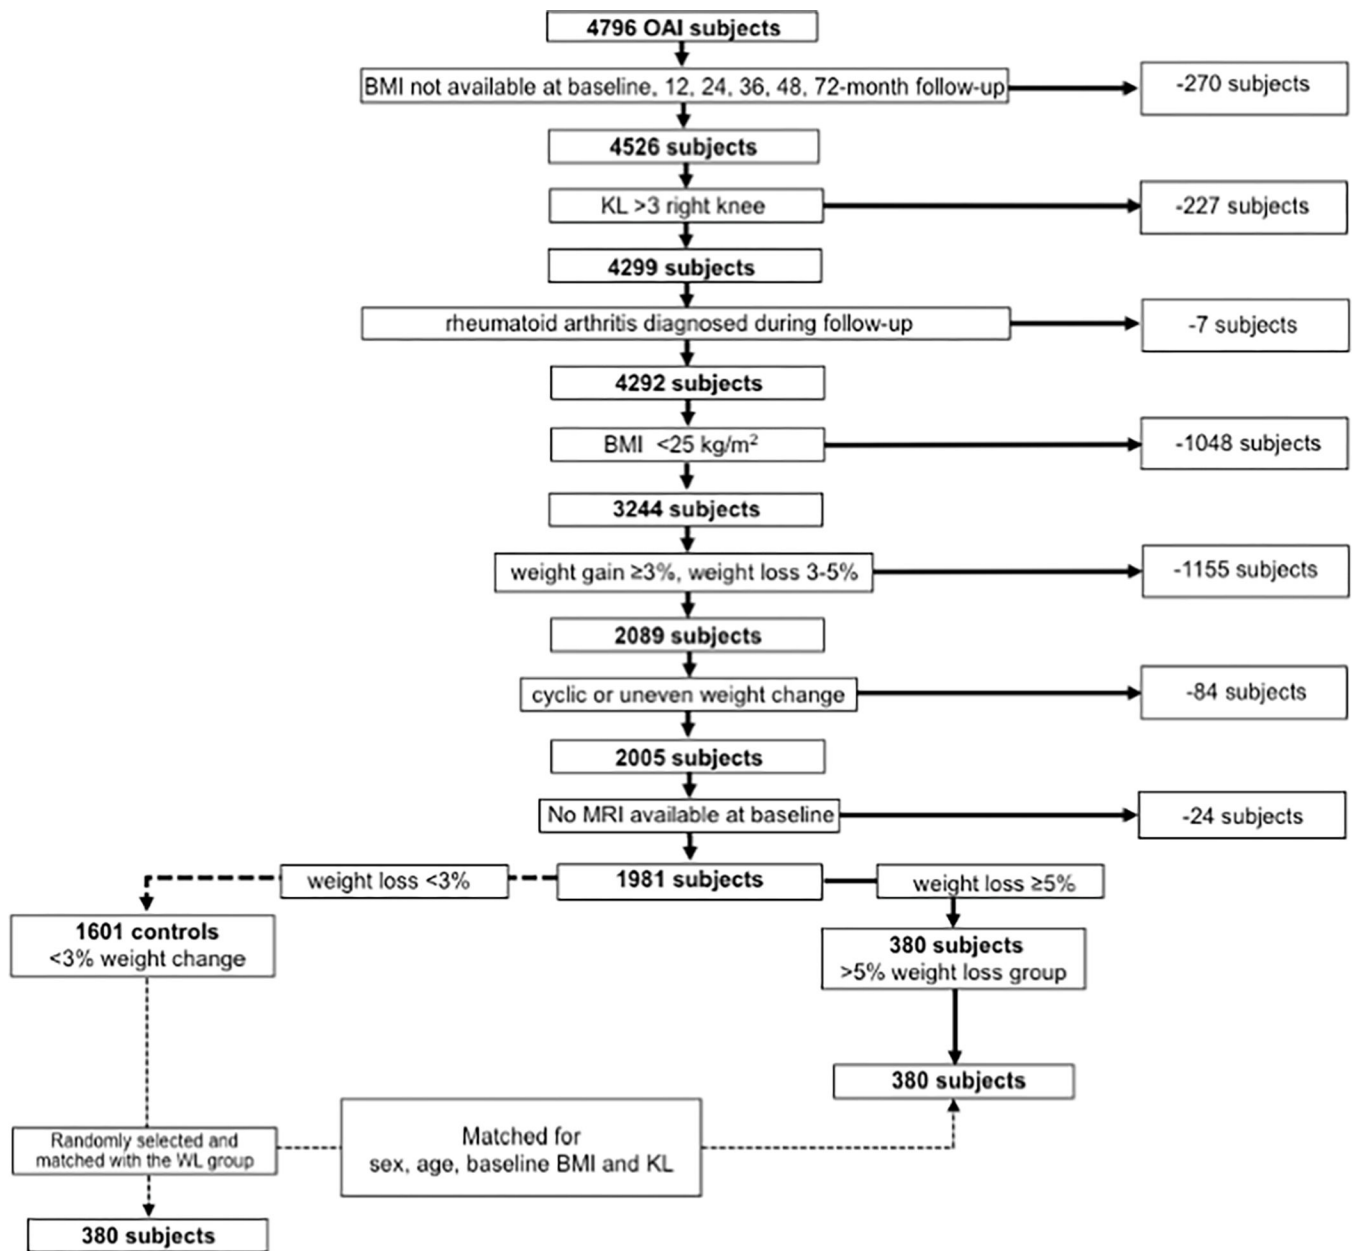 4796 OAI subjects
BMI not available at baseline, 12, 24, 36, 48, 72-month follow-up
-270 subjects
4526 subjects
KL >3 right knee
-227 subjects
4299 subjects
rheumatoid arthritis diagnosed during follow-up
-7 subjects
4292 subjects
BMI <25 kg/m²
-1048 subjects
3244 subjects
weight gain ≥3%, weight loss 3-5%
-1155 subjects
2089 subjects
cyclic or uneven weight change
-84 subjects
2005 subjects
No MRI available at baseline
-24 subjects
weight loss <3%
1981 subjects
weight loss ≥5%
1601 controls
<3% weight change
380 subjects
>5% weight loss group
380 subjects
Randomly selected and
matched with the WL group
Matched for
sex, age, baseline BMI and KL
380 subjects